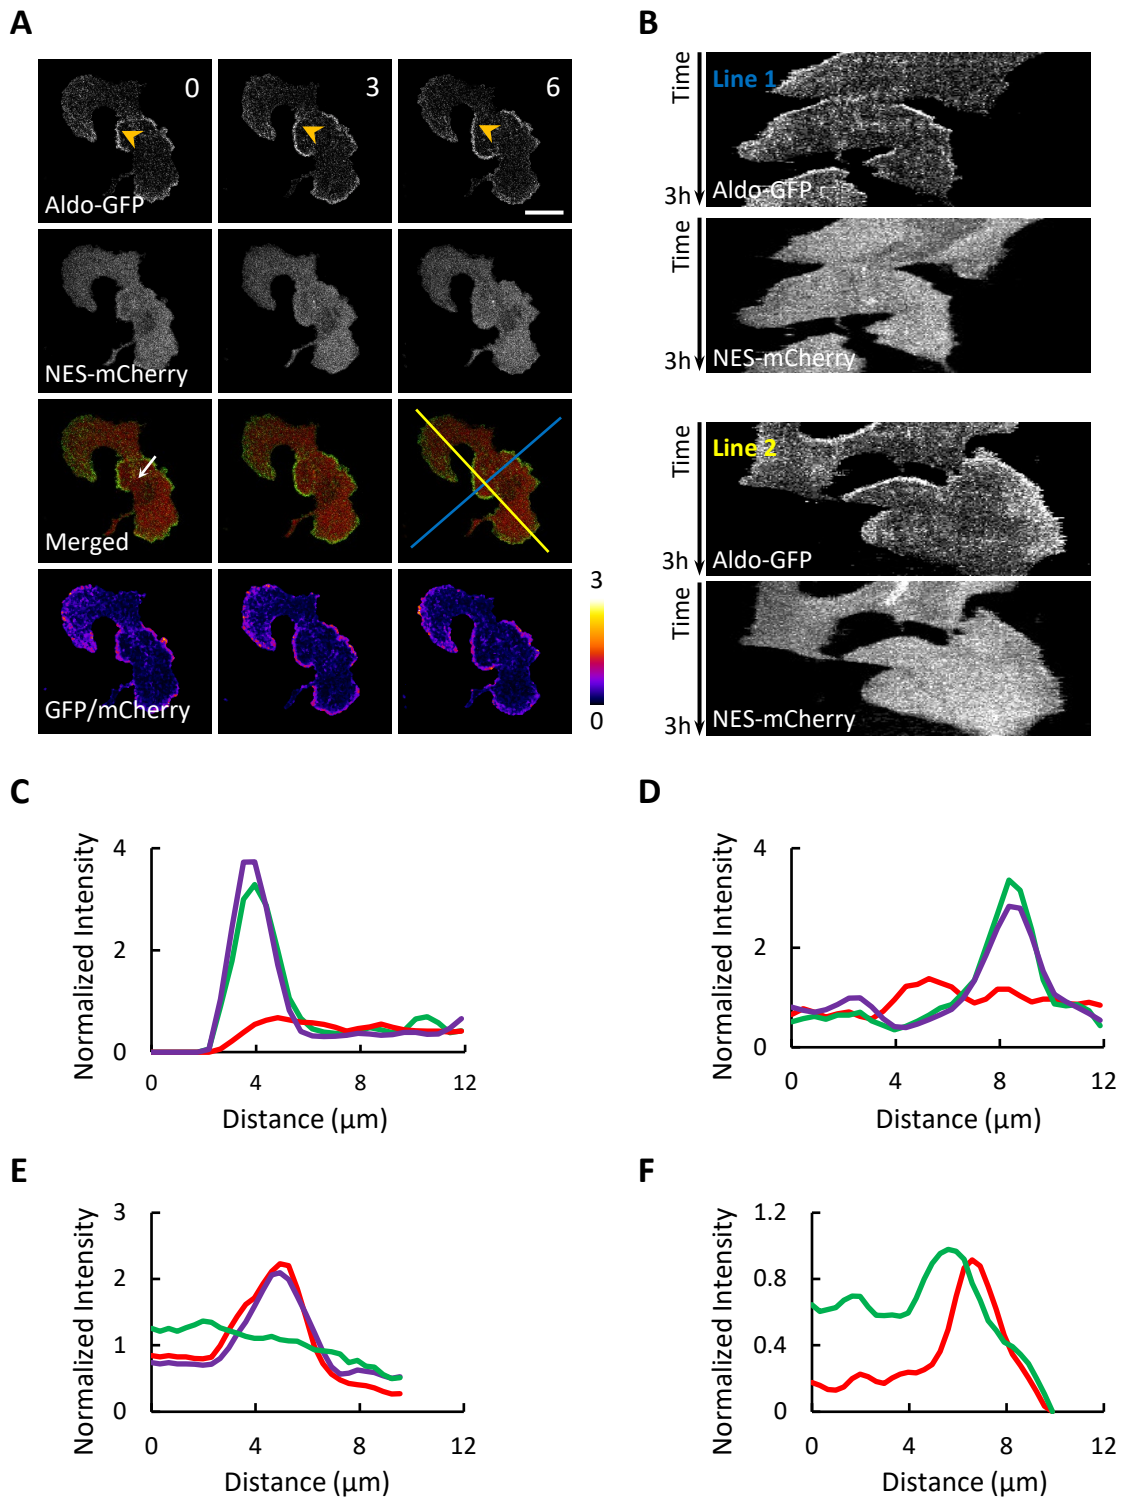 A
B
0
3
6
Aldo-GFP
NES-mCherry
Merged
GFP/mCherry
3
0
Time
Line 1
3h
Aldo-GFP
Time
3h
NES-mCherry
Time
Line 2
3h
Aldo-GFP
Time
3h
NES-mCherry
C
Normalized Intensity
4
2
0
0
4
8
12
Distance (µm)
D
Normalized Intensity
4
2
0
0
4
8
12
Distance (µm)
E
Normalized Intensity
3
2
1
0
0
4
8
12
Distance (µm)
F
Normalized Intensity
1.2
0.8
0.4
0
0
4
8
12
Distance (µm)